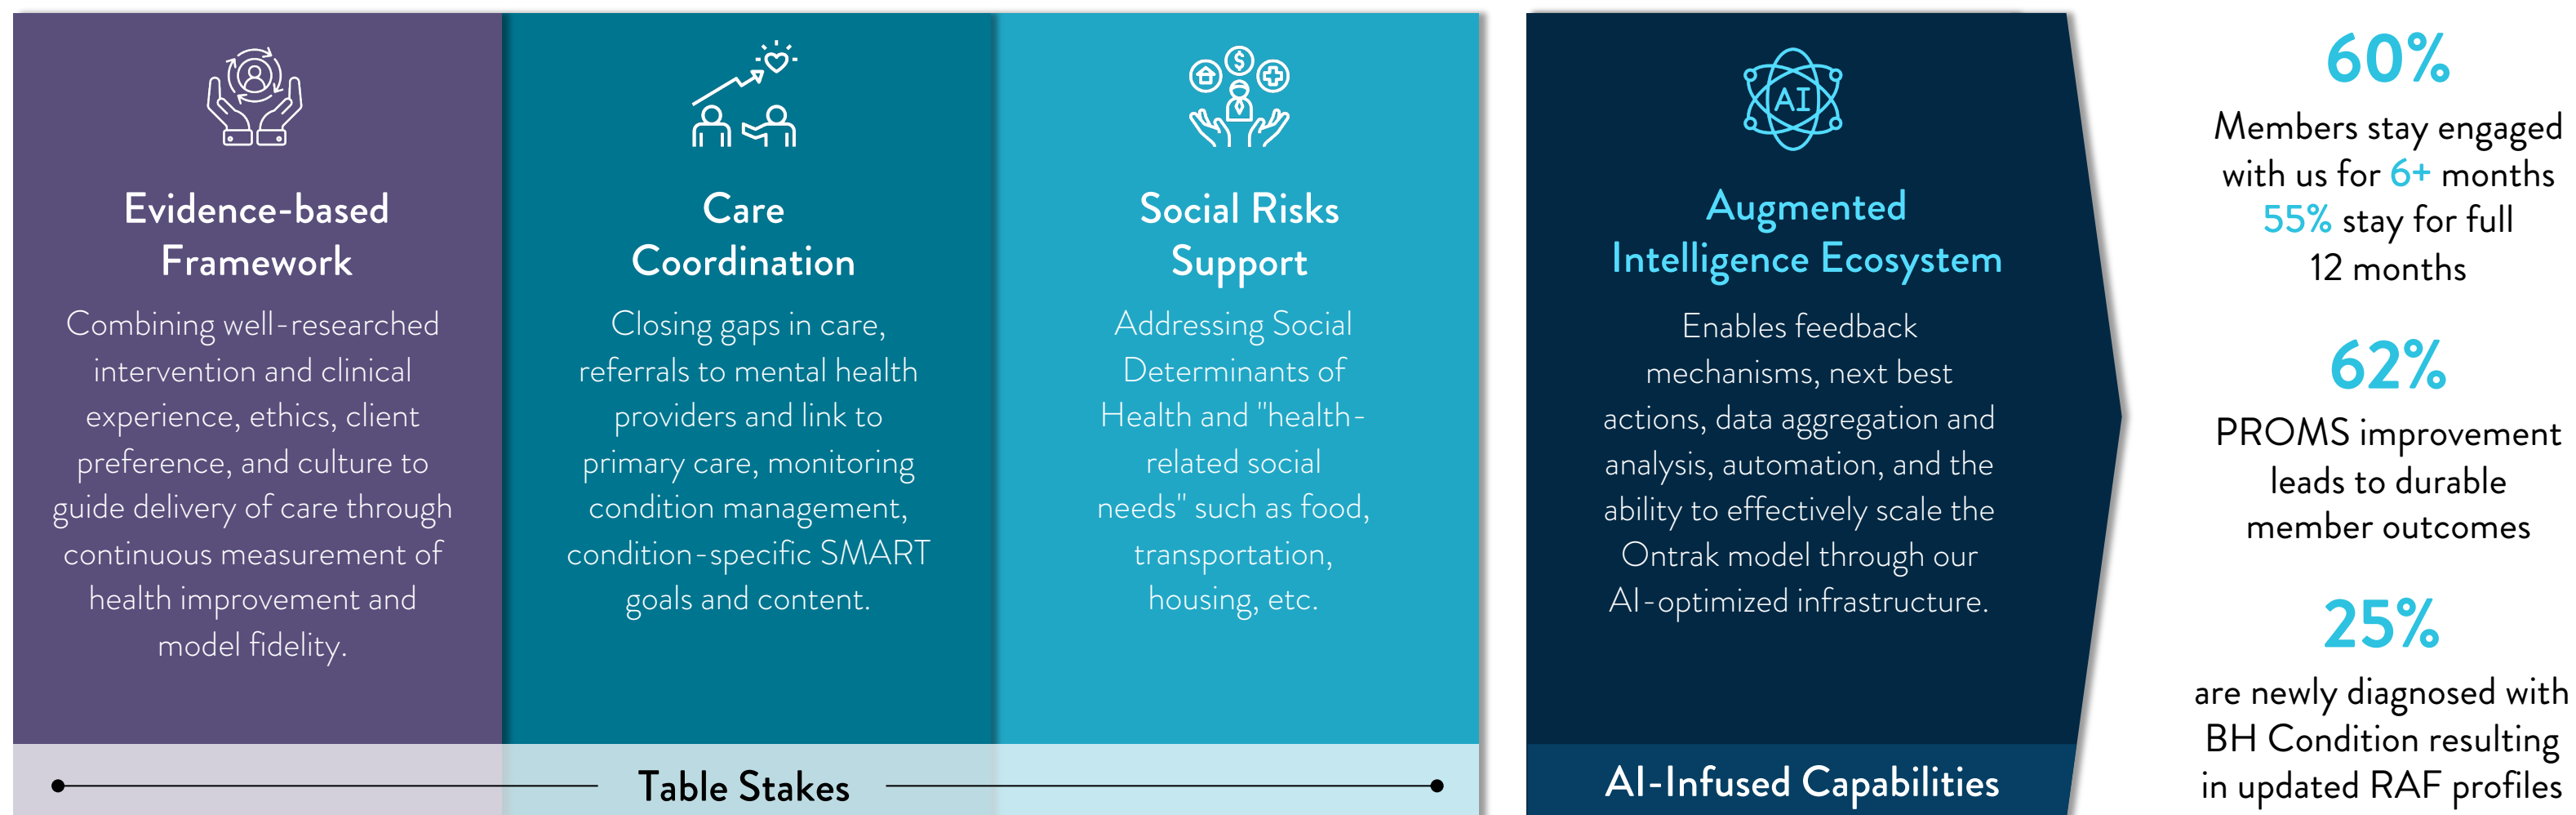 Evidence-based
Framework
Combining well-researched
intervention and clinical
experience, ethics, client
preference, and culture to
guide delivery of care through
continuous measurement of
health improvement and
model fidelity.
Care
Coordination
Closing gaps in care,
referrals to mental health
providers and link to
primary care, monitoring
condition management,
condition-specific SMART
goals and content.
$
Social Risks
Support
Addressing Social
Determinants of
Health and "health-
related social
needs" such as food,
transportation,
housing, etc.
Table Stakes
AI
Augmented
Intelligence Ecosystem
Enables feedback
mechanisms, next best
actions, data aggregation and
analysis, automation, and the
ability to effectively scale the
Ontrak model through our
AI-optimized infrastructure.
AI-Infused Capabilities
60%
Members stay engaged
with us for 6+ months
55% stay for full
12 months
62%
PROMS improvement
leads to durable
member outcomes
25%
are newly diagnosed with
BH Condition resulting
in updated RAF profiles